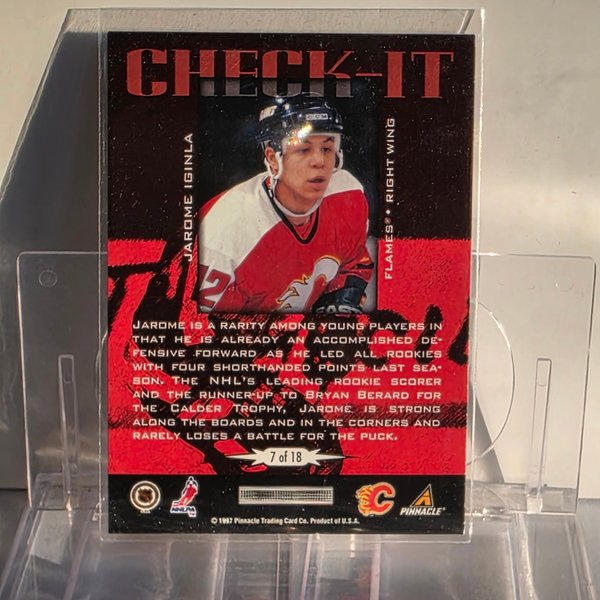 CHECK-IT
CCM
JAROME IGINLA
FLAMES® • RIGHT WING
12
JAROME IS A RARITY AMONG YOUNG PLAYERS IN
THAT HE IS ALREADY AN ACCOMPLISHED DE-
FENSIVE FORWARD AS HE LED ALL ROOKIES
WITH FOUR SHORTHANDED POINTS LAST SEA-
SON. THE NHL'S LEADING ROOKIE SCORER
AND THE RUNNER-UP TO BRYAN BERARD FOR
THE CALDER TROPHY, JAROME IS STRONG
ALONG THE BOARDS AND IN THE CORNERS AND
RARELY LOSES A BATTLE FOR THE PUCK.
7 of 18
NHLPA
PINNACLE
© 1997 Pinnacle Trading Card Co. Product of U.S.A.